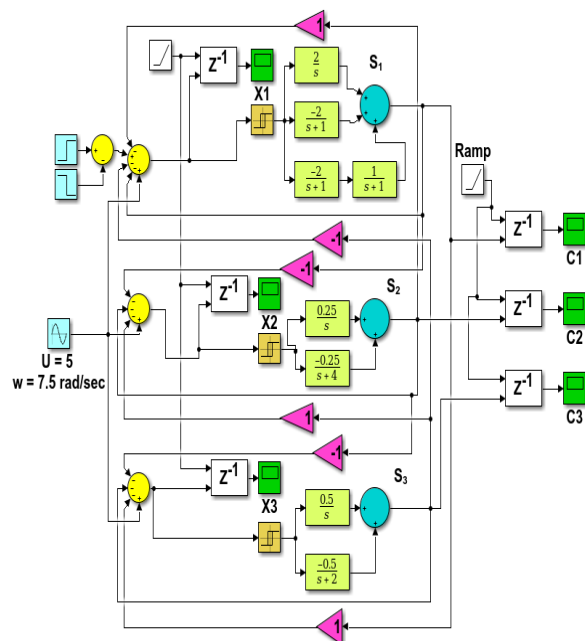 1
Z-1
X1
2
s
S1
-2
s+1
-2
s+1
1
s+1
Ramp
Z-1
C1
-1
-1
Z-1
X2
0.25
s
S2
-0.25
s+4
Z-1
C2
U = 5
w = 7.5 rad/sec
Z-1
C3
1
-1
Z-1
X3
0.5
s
S3
-0.5
s+2
1